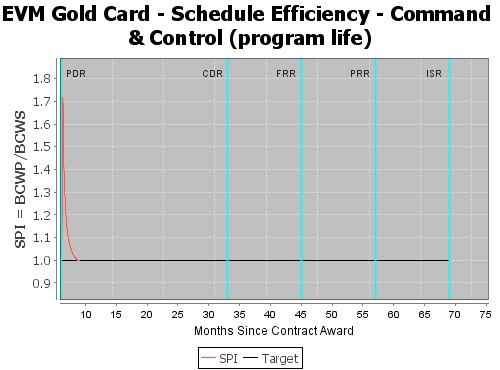 EVM Gold Card - Schedule Efficiency - Command
& Control (program life)
PDR CDR FRR PRR ISR
1.8
1.7
1.6
1.5
1.4
1.3
1.2
1.1
1.0
0.9
SPI = BCWP/BCWS
10 15 20 25 30 35 40 45 50 55 60 65 70 75
Months Since Contract Award
SPI Target